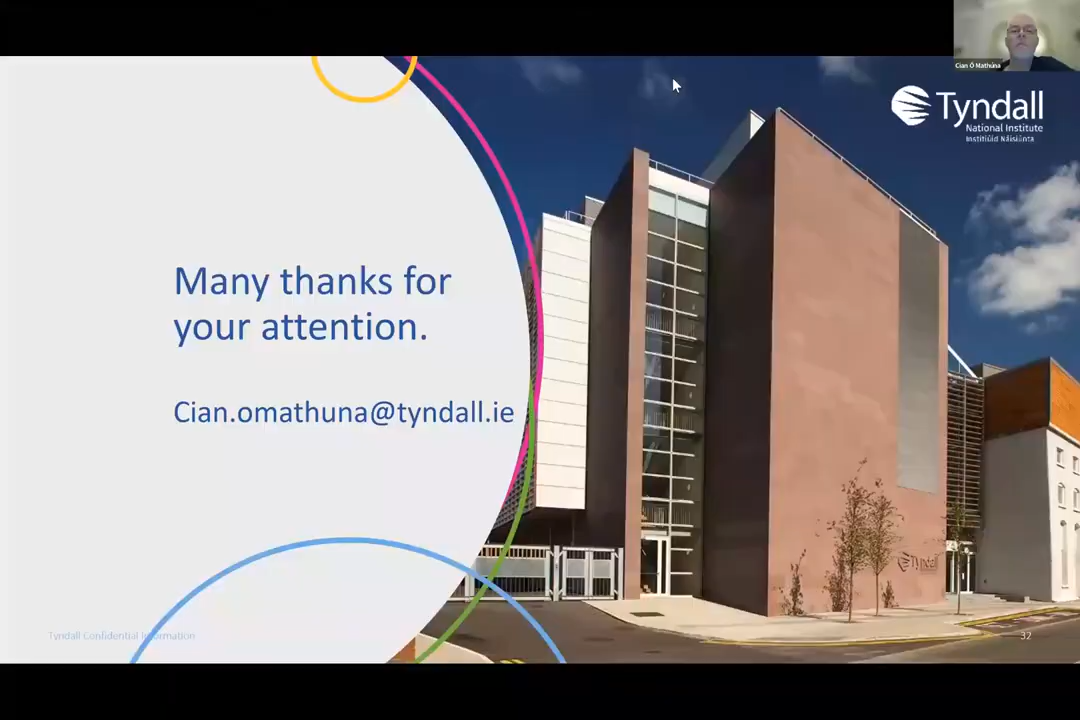 Cian Ó Mathúna
Tyndall
National Institute
Institiúid Náisiúnta
Many thanks for
your attention.
Cian.omathuna@tyndall.ie
Tyndall
Tyndall Confidential Information
32